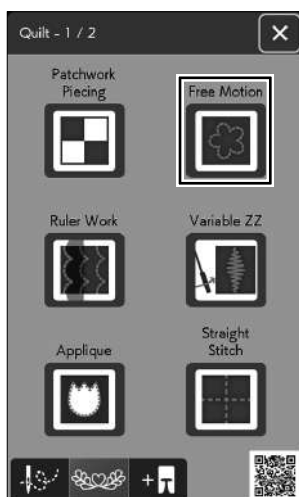 Quilt - 1 / 2
Patchwork
Piecing
Free Motion
Ruler Work
Variable ZZ
Applique
Straight
Stitch